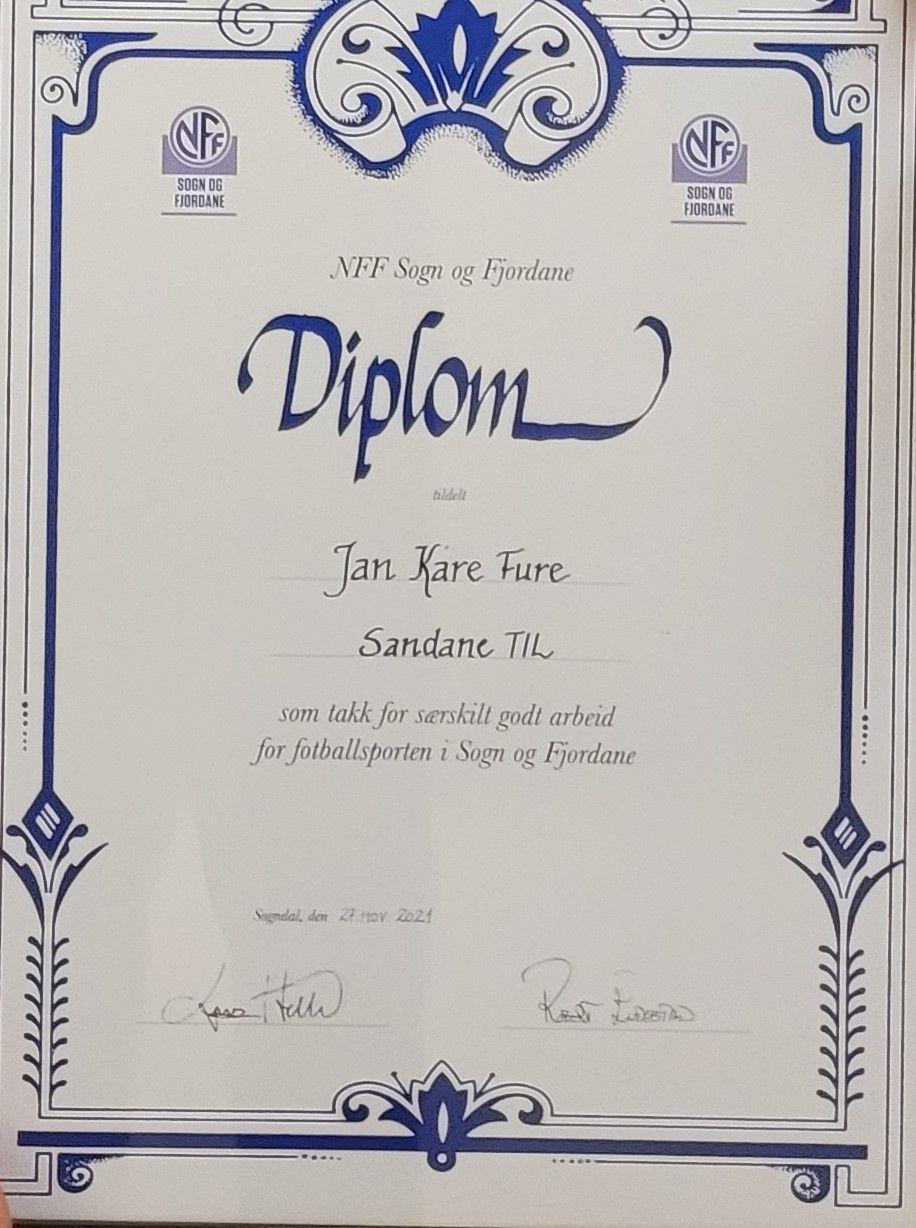 NFF
SOGN OG
FJORDANE
NFF
SOGN OG
FJORDANE
NFF Sogn og Fjordane
Diplom
tildelt
Jan Kåre Fure
Sandane TIL
som takk for særskilt godt arbeid
for fotballsporten i Sogn og Fjordane
Sogndal, den 27. nov. 2021